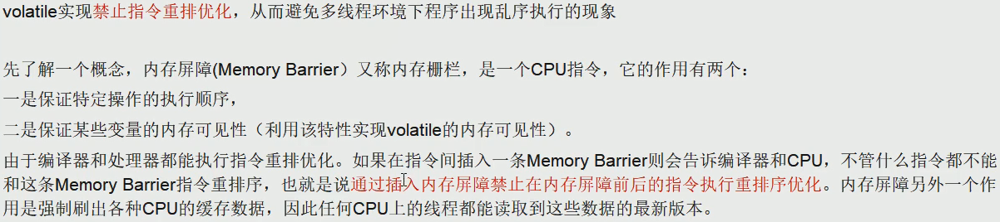 volatile实现禁止指令重排优化，从而避免多线程环境下程序出现乱序执行的现象
先了解一个概念，内存屏障(Memory Barrier）又称内存栅栏，是一个CPU指令，它的作用有两个：
一是保证特定操作的执行顺序，
二是保证某些变量的内存可见性（利用该特性实现volatile的内存可见性）。
由于编译器和处理器都能执行指令重排优化。如果在指令间插入一条Memory Barrier则会告诉编译器和CPU，不管什么指令都不能
和这条Memory Barrier指令重排序，也就是说通过插入内存屏障禁止在内存屏障前后的指令执行重排序优化。内存屏障另外一个作
用是强制刷出各种CPU的缓存数据，因此任何CPU上的线程都能读取到这些数据的最新版本。